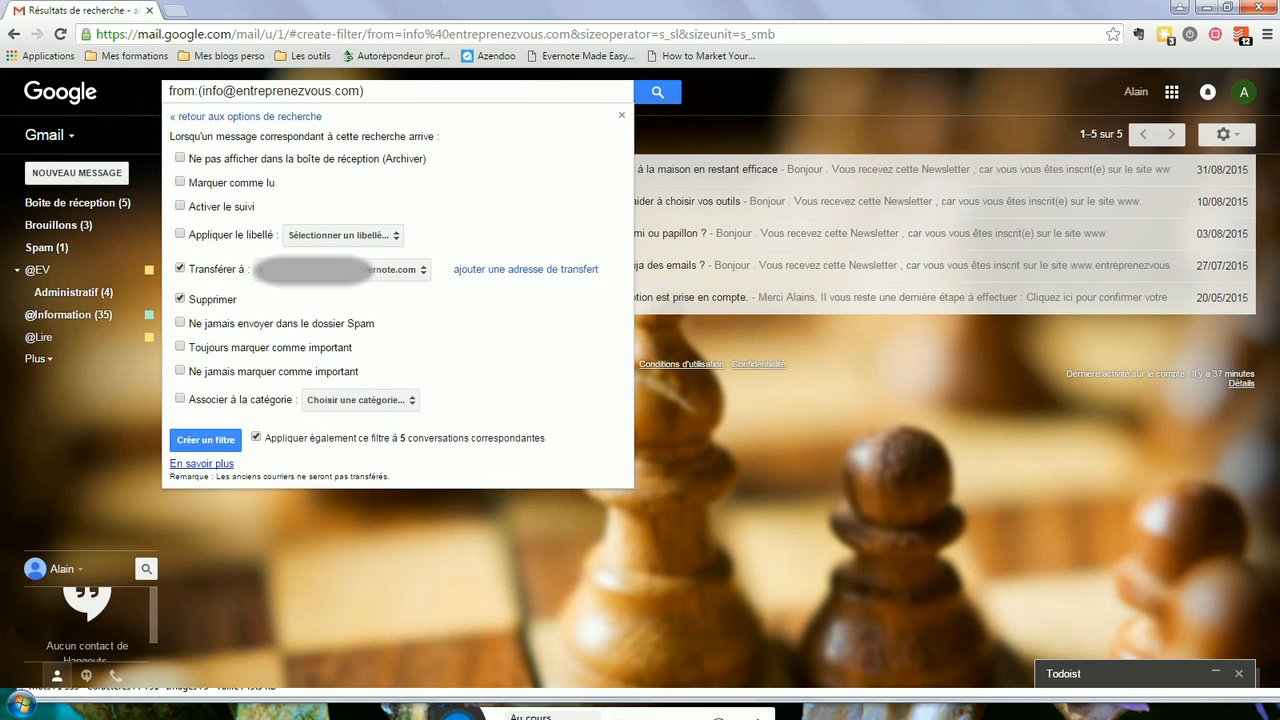 Résultats de recherche - a
https://mail.google.com/mail/u/1/#create-filter/from=info%40entreprenezvous.com&sizeoperator=s_sl&sizeunit=s_smb
3
12
Applications
Mes formations
Mes blogs perso
Les outils
Autorépondeur prof...
Azendoo
Evernote Made Easy...
How to Market Your...
Google
from:(info@entreprenezvous.com)
Alain
A
Gmail
1–5 sur 5
NOUVEAU MESSAGE
Boîte de réception (5)
Brouillons (3)
Spam (1)
@EV
Administratif (4)
@Information (35)
@Lire
Plus
« retour aux options de recherche
Lorsqu'un message correspondant à cette recherche arrive :
Ne pas afficher dans la boîte de réception (Archiver)
Marquer comme lu
Activer le suivi
Appliquer le libellé : Sélectionner un libellé...
Transférer à : ernote.com ajouter une adresse de transfert
Supprimer
Ne jamais envoyer dans le dossier Spam
Toujours marquer comme important
Ne jamais marquer comme important
Associer à la catégorie : Choisir une catégorie...
Créer un filtre Appliquer également ce filtre à 5 conversations correspondantes
En savoir plus
Remarque : Les anciens courriers ne seront pas transférés.
à la maison en restant efficace - Bonjour . Vous recevez cette Newsletter , car vous vous êtes inscrit(e) sur le site ww 31/08/2015
aider à choisir vos outils - Bonjour . Vous recevez cette Newsletter , car vous vous êtes inscrit(e) sur le site www. 10/08/2015
mi ou papillon ? - Bonjour . Vous recevez cette Newsletter , car vous vous êtes inscrit(e) sur le site www. 03/08/2015
ja des emails ? - Bonjour . Vous recevez cette Newsletter , car vous vous êtes inscrit sur le site www.entreprenezvous 27/07/2015
ption est prise en compte. - Merci Alains, Il vous reste une dernière étape à effectuer : Cliquez ici pour confirmer votre 20/05/2015
Conditions d'utilisation Confidentialité
Dernière activité sur le compte : Il y a 37 minutes
Détails
Alain
Aucun contact de
Hangouts
Todoist
Au cours